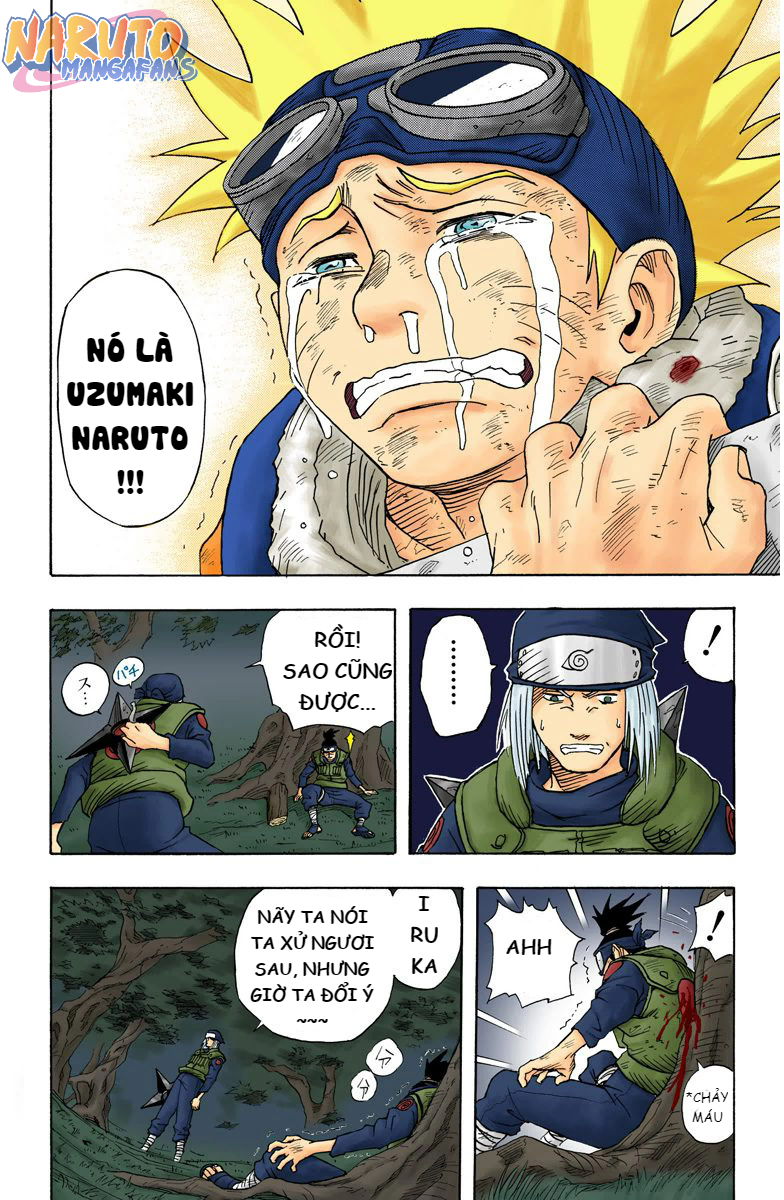 NARUTO
MANGAFANS
NÓ LÀ
UZUMAKI
NARUTO
!!!
RỒI!
SAO CŨNG
ĐƯỢC...
パチ
ス…
!
………
I
RU
KA
NÃY TA NÓI
TA XỬ NGƯƠI
SAU, NHƯNG
GIỜ TA ĐỔI Ý
~~~
!
AHH
*CHẢY
MÁU